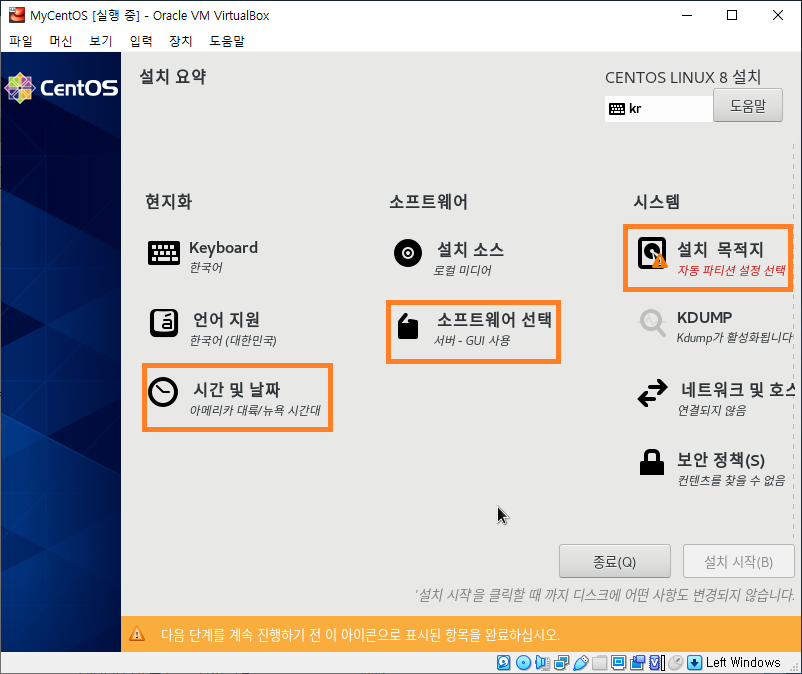 MyCentOS [실행 중] - Oracle VM VirtualBox
파일 머신 보기 입력 장치 도움말
CentOS
설치 요약
CENTOS LINUX 8 설치
kr
도움말
현지화
Keyboard
한국어
언어 지원
한국어 (대한민국)
시간 및 날짜
아메리카 대륙/뉴욕 시간대
소프트웨어
설치 소스
로컬 미디어
소프트웨어 선택
서버 - GUI 사용
시스템
설치 목적지
자동 파티션 설정 선택
KDUMP
Kdump가 활성화됩니다
네트워크 및 호스
연결되지 않음
보안 정책(S)
컨텐츠를 찾을 수 없음
종료(Q)
설치 시작(B)
'설치 시작'을 클릭할 때 까지 디스크에 어떤 사항도 변경되지 않습니다.
다음 단계를 계속 진행하기 전 이 아이콘으로 표시된 항목을 완료하십시오.
Left Windows